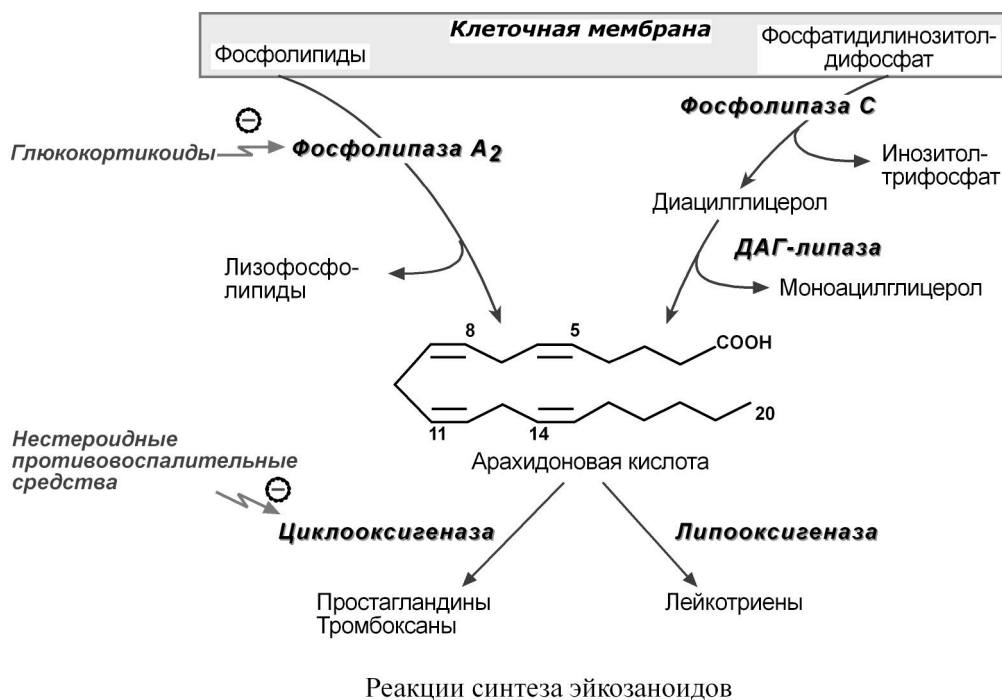 Клеточная мембрана
Фосфолипиды
Фосфатидилинозитол-
дифосфат
Фосфолипаза С
Глюкокортикоиды
Фосфолипаза А2
Инозитол-
трифосфат
Диацилглицерол
ДАГ-липаза
Лизофосфо-
липиды
Моноацилглицерол
8
5
COOH
11
14
20
Арахидоновая кислота
Нестероидные
противовоспалительные
средства
Циклооксигеназа
Липооксигеназа
Простагландины
Тромбоксаны
Лейкотриены
Реакции синтеза эйкозаноидов